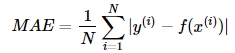 MAE = \frac{1}{N} \sum_{i=1}^{N} |y^{(i)} - f(x^{(i)})|